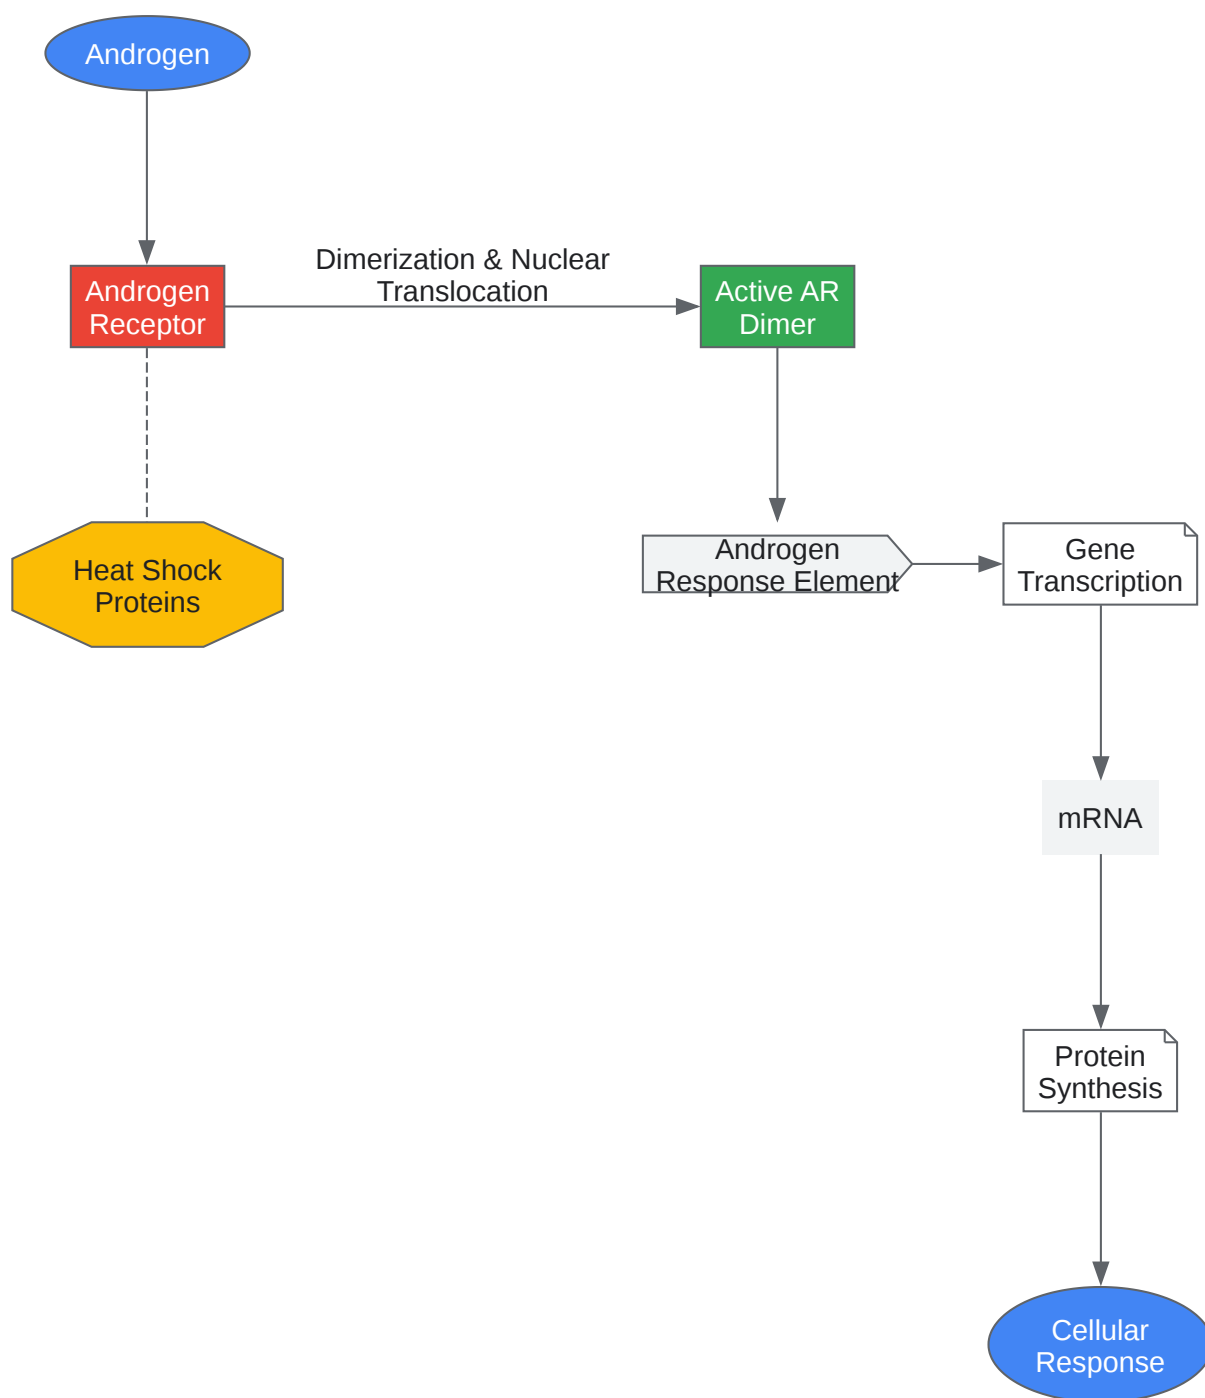 Androgen
Dimerization & Nuclear
Translocation
Androgen
Receptor
Active AR
Dimer
Heat Shock
Proteins
Androgen
Response Element
Gene
Transcription
mRNA
Protein
Synthesis
Cellular
Response